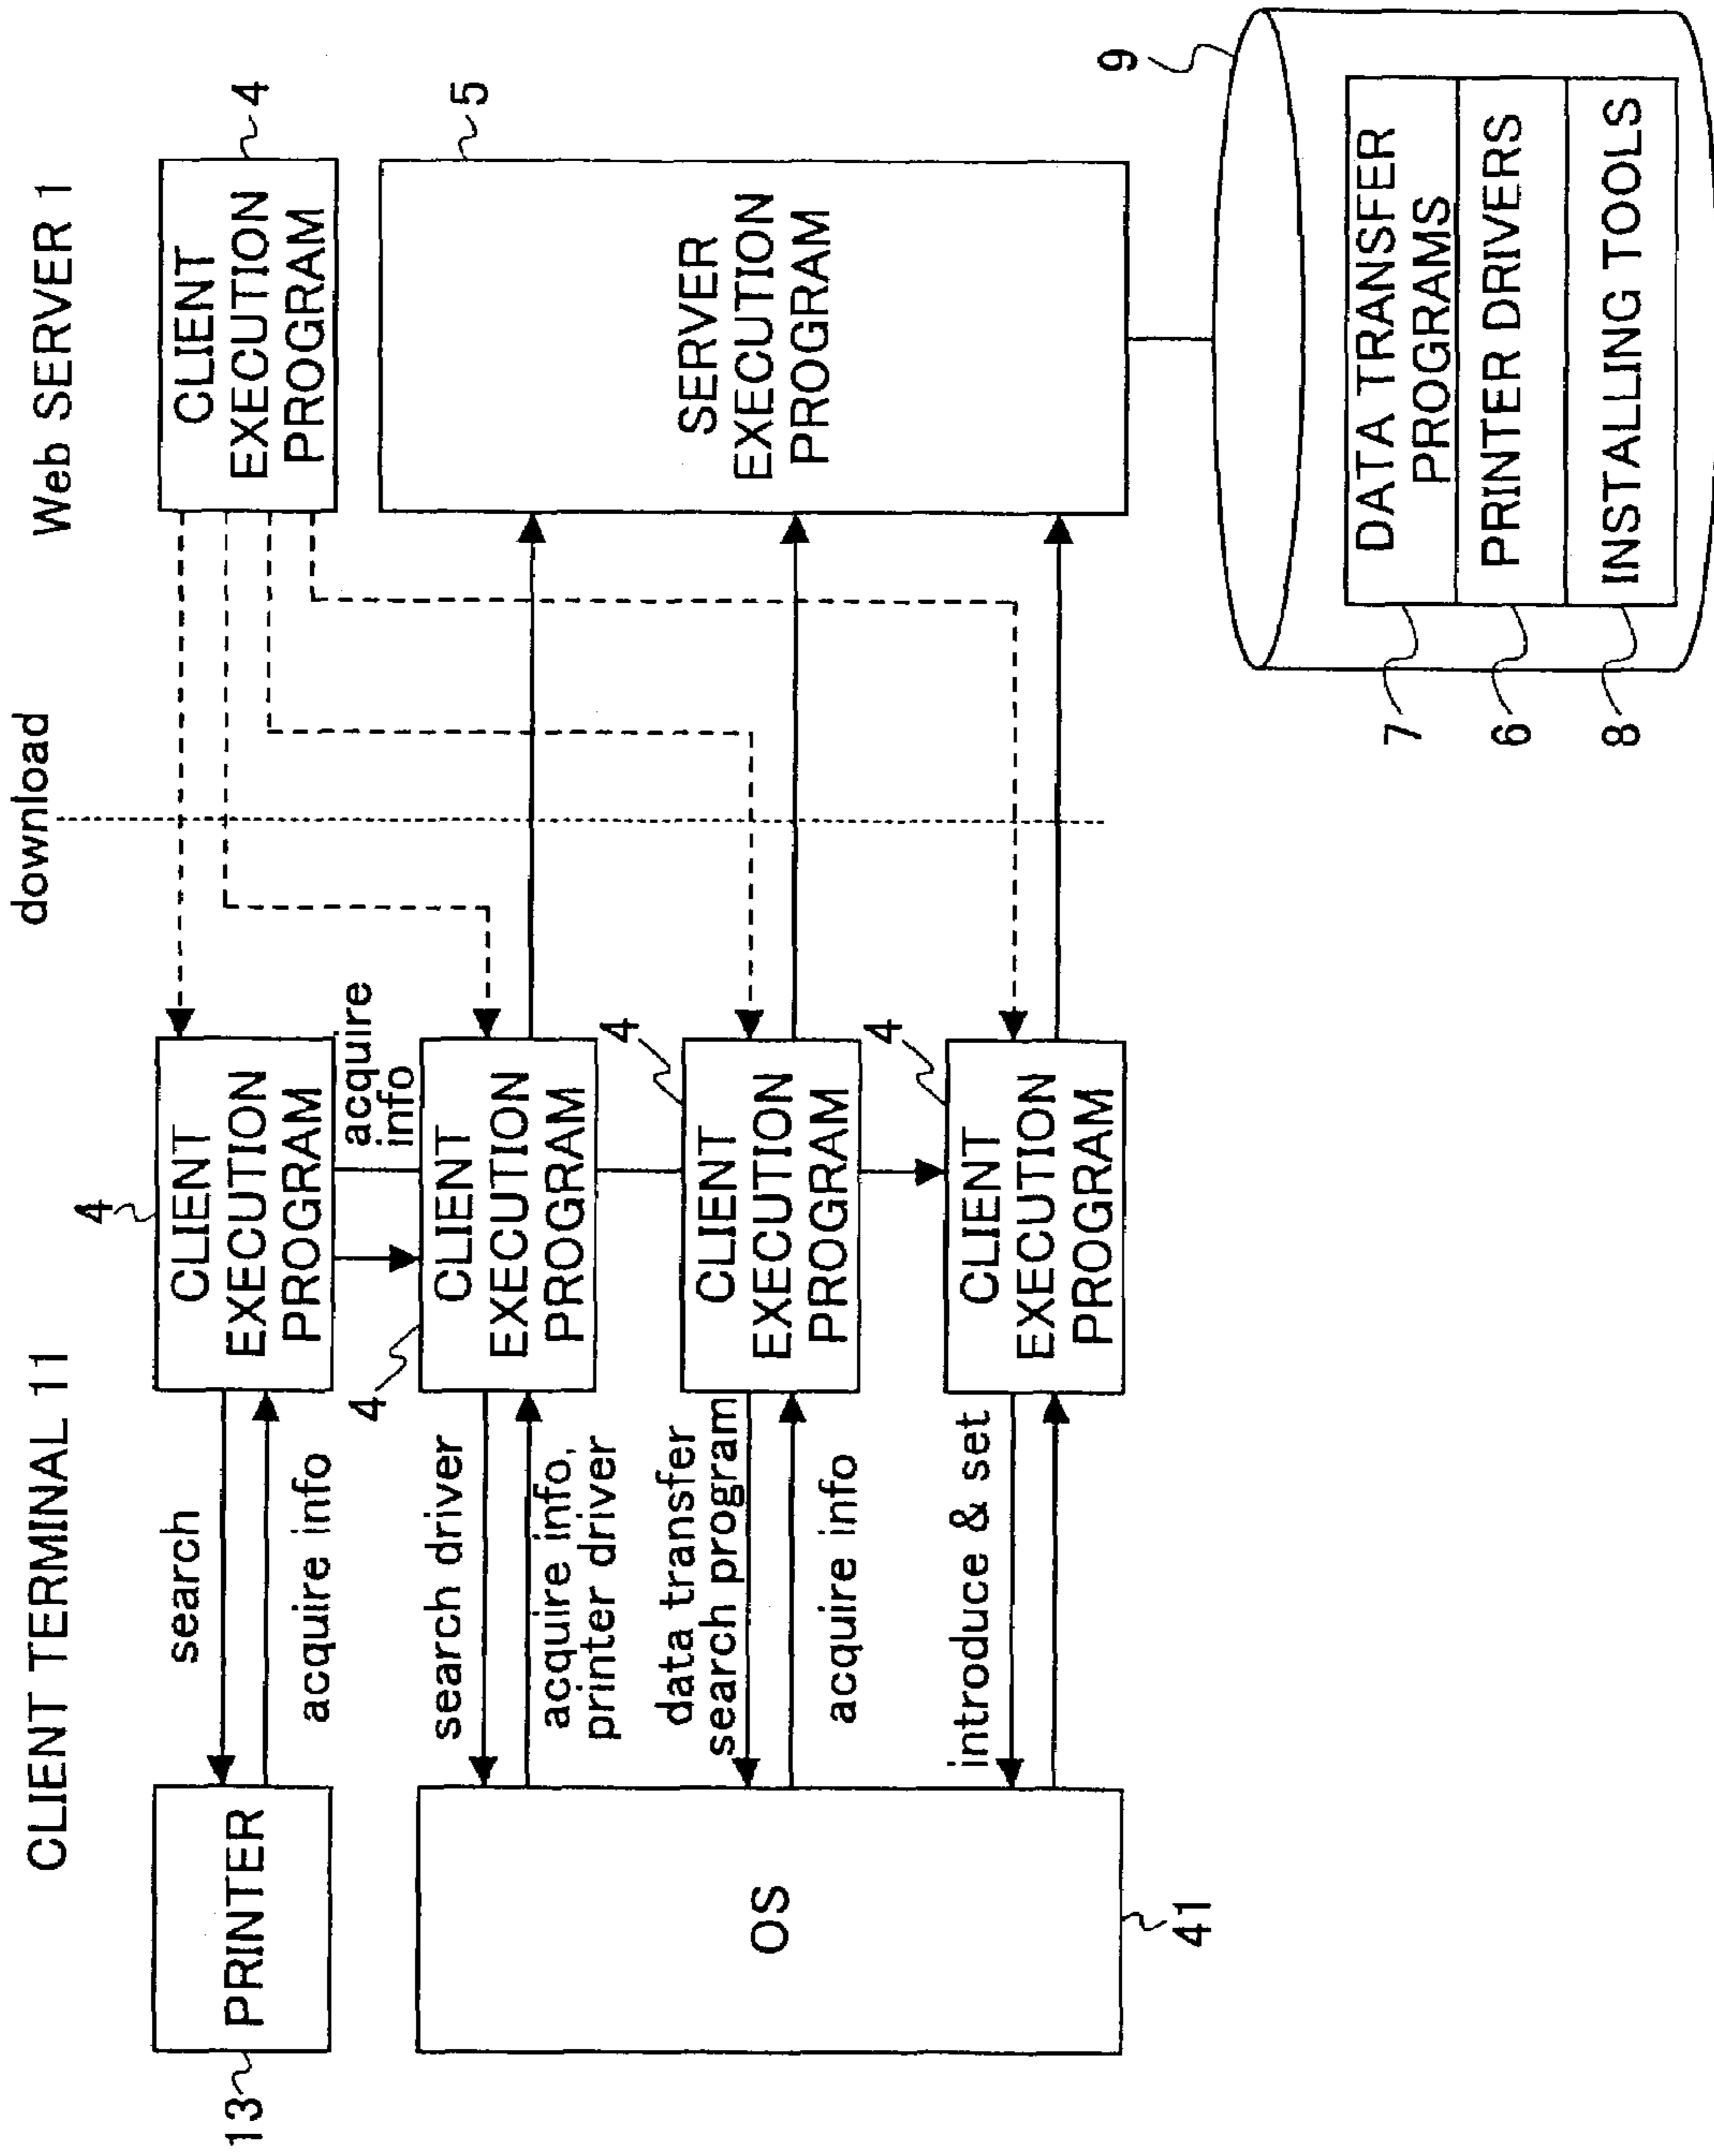 CLIENT TERMINAL 11
download
Web SERVER 1
13
PRINTER
search
acquire info
4
CLIENT
EXECUTION
PROGRAM
acquire
info
CLIENT
EXECUTION
PROGRAM
4
OS
41
search driver
acquire info,
printer driver
4
CLIENT
EXECUTION
PROGRAM
data transfer
search program
acquire info
4
CLIENT
EXECUTION
PROGRAM
introduce & set
4
CLIENT
EXECUTION
PROGRAM
SERVER
EXECUTION
PROGRAM
5
9
7
DATA TRANSFER
PROGRAMS
6
PRINTER DRIVERS
8
INSTALLING TOOLS